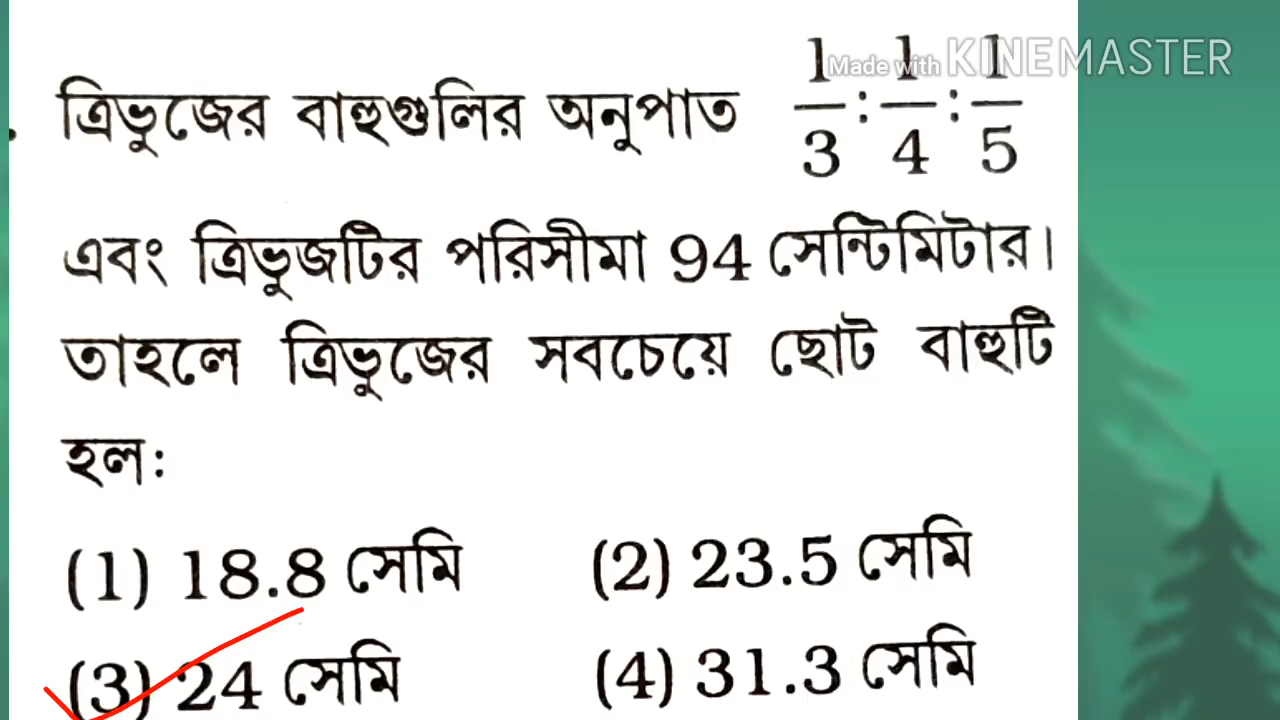 Made with KINEMASTER
ত্রিভুজের বাহুগুলির অনুপাত 1/3 : 1/4 : 1/5
এবং ত্রিভুজটির পরিসীমা 94 সেন্টিমিটার।
তাহলে ত্রিভুজের সবচেয়ে ছোট বাহুটি
হল:
(1) 18.8 সেমি (2) 23.5 সেমি
(3) 24 সেমি (4) 31.3 সেমি